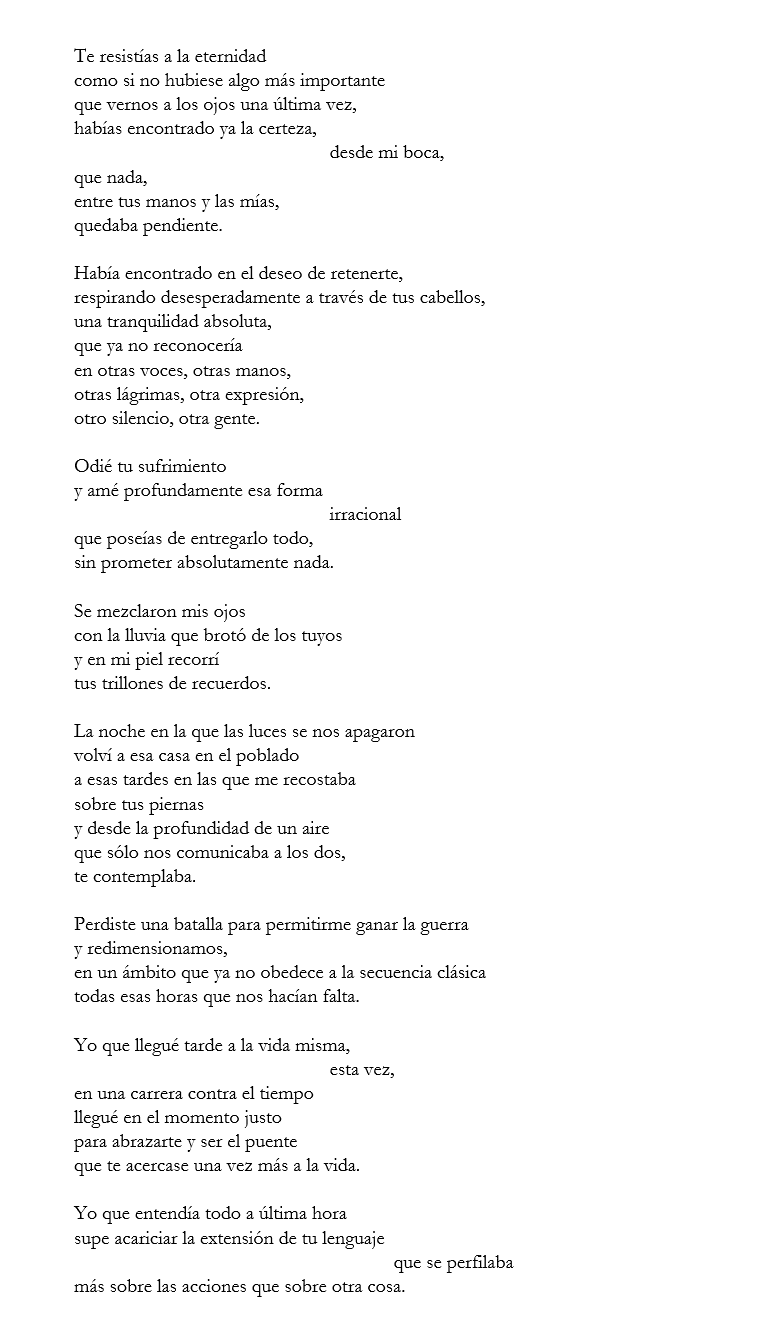 Te resistías a la eternidad
como si no hubiese algo más importante
que vernos a los ojos una última vez,
habías encontrado ya la certeza,
desde mi boca,
que nada,
entre tus manos y las mías,
quedaba pendiente.

Había encontrado en el deseo de retenerte,
respirando desesperadamente a través de tus cabellos,
una tranquilidad absoluta,
que ya no reconocería
en otras voces, otras manos,
otras lágrimas, otra expresión,
otro silencio, otra gente.

Odié tu sufrimiento
y amé profundamente esa forma
irracional
que poseías de entregarlo todo,
sin prometer absolutamente nada.

Se mezclaron mis ojos
con la lluvia que brotó de los tuyos
y en mi piel recorrí
tus trillones de recuerdos.

La noche en la que las luces se nos apagaron
volví a esa casa en el poblado
a esas tardes en las que me recostaba
sobre tus piernas
y desde la profundidad de un aire
que sólo nos comunicaba a los dos,
te contemplaba.

Perdiste una batalla para permitirme ganar la guerra
y redimensionamos,
en un ámbito que ya no obedece a la secuencia clásica
todas esas horas que nos hacían falta.

Yo que llegué tarde a la vida misma,
esta vez,
en una carrera contra el tiempo
llegué en el momento justo
para abrazarte y ser el puente
que te acercase una vez más a la vida.

Yo que entendía todo a última hora
supe acariciar la extensión de tu lenguaje
que se perfilaba
más sobre las acciones que sobre otra cosa.